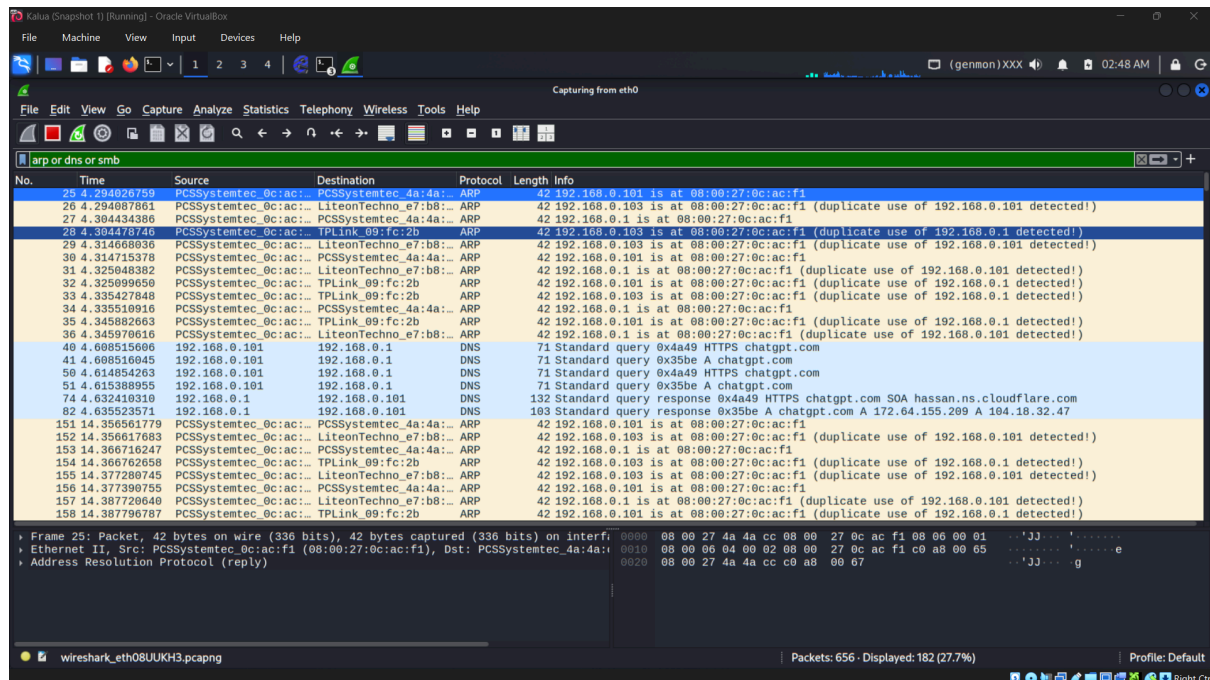 Kalua (Snapshot 1) [Running] - Oracle VirtualBox
File Machine View Input Devices Help
1 2 3 4 (genmon)XXX 02:48 AM
Capturing from eth0
File Edit View Go Capture Analyze Statistics Telephony Wireless Tools Help
arp or dns or smb
No. Time Source Destination Protocol Length Info
25 4.294026759 PCSSystemtec_0c:ac:… PCSSystemtec_4a:4a:… ARP 42 192.168.0.101 is at 08:00:27:0c:ac:f1
26 4.294087861 PCSSystemtec_0c:ac:… LiteonTechno_e7:b8:… ARP 42 192.168.0.103 is at 08:00:27:0c:ac:f1 (duplicate use of 192.168.0.101 detected!)
27 4.304434386 PCSSystemtec_0c:ac:… PCSSystemtec_4a:4a:… ARP 42 192.168.0.1 is at 08:00:27:0c:ac:f1
28 4.304478746 PCSSystemtec_0c:ac:… TPLink_09:fc:2b ARP 42 192.168.0.103 is at 08:00:27:0c:ac:f1 (duplicate use of 192.168.0.1 detected!)
29 4.314668036 PCSSystemtec_0c:ac:… LiteonTechno_e7:b8:… ARP 42 192.168.0.103 is at 08:00:27:0c:ac:f1 (duplicate use of 192.168.0.101 detected!)
30 4.314715378 PCSSystemtec_0c:ac:… PCSSystemtec_4a:4a:… ARP 42 192.168.0.101 is at 08:00:27:0c:ac:f1
31 4.325048382 PCSSystemtec_0c:ac:… LiteonTechno_e7:b8:… ARP 42 192.168.0.1 is at 08:00:27:0c:ac:f1 (duplicate use of 192.168.0.101 detected!)
32 4.325099650 PCSSystemtec_0c:ac:… TPLink_09:fc:2b ARP 42 192.168.0.101 is at 08:00:27:0c:ac:f1 (duplicate use of 192.168.0.1 detected!)
33 4.335427848 PCSSystemtec_0c:ac:… TPLink_09:fc:2b ARP 42 192.168.0.103 is at 08:00:27:0c:ac:f1 (duplicate use of 192.168.0.1 detected!)
34 4.335510916 PCSSystemtec_0c:ac:… PCSSystemtec_4a:4a:… ARP 42 192.168.0.1 is at 08:00:27:0c:ac:f1
35 4.345882663 PCSSystemtec_0c:ac:… TPLink_09:fc:2b ARP 42 192.168.0.101 is at 08:00:27:0c:ac:f1 (duplicate use of 192.168.0.1 detected!)
36 4.345970616 PCSSystemtec_0c:ac:… LiteonTechno_e7:b8:… ARP 42 192.168.0.1 is at 08:00:27:0c:ac:f1 (duplicate use of 192.168.0.101 detected!)
40 4.608515606 192.168.0.101 192.168.0.1 DNS 71 Standard query 0x4a49 HTTPS chatgpt.com
41 4.608516045 192.168.0.101 192.168.0.1 DNS 71 Standard query 0x35be A chatgpt.com
50 4.614854263 192.168.0.101 192.168.0.1 DNS 71 Standard query 0x4a49 HTTPS chatgpt.com
51 4.615388955 192.168.0.101 192.168.0.1 DNS 71 Standard query 0x35be A chatgpt.com
74 4.632410310 192.168.0.1 192.168.0.101 DNS 132 Standard query response 0x4a49 HTTPS chatgpt.com SOA hassan.ns.cloudflare.com
82 4.635523571 192.168.0.1 192.168.0.101 DNS 103 Standard query response 0x35be A chatgpt.com A 172.64.155.209 A 104.18.32.47
151 14.356561779 PCSSystemtec_0c:ac:… PCSSystemtec_4a:4a:… ARP 42 192.168.0.101 is at 08:00:27:0c:ac:f1
152 14.356617683 PCSSystemtec_0c:ac:… LiteonTechno_e7:b8:… ARP 42 192.168.0.103 is at 08:00:27:0c:ac:f1 (duplicate use of 192.168.0.101 detected!)
153 14.366716247 PCSSystemtec_0c:ac:… PCSSystemtec_4a:4a:… ARP 42 192.168.0.1 is at 08:00:27:0c:ac:f1
154 14.366762658 PCSSystemtec_0c:ac:… TPLink_09:fc:2b ARP 42 192.168.0.103 is at 08:00:27:0c:ac:f1 (duplicate use of 192.168.0.1 detected!)
155 14.377280745 PCSSystemtec_0c:ac:… LiteonTechno_e7:b8:… ARP 42 192.168.0.103 is at 08:00:27:0c:ac:f1 (duplicate use of 192.168.0.101 detected!)
156 14.377390755 PCSSystemtec_0c:ac:… PCSSystemtec_4a:4a:… ARP 42 192.168.0.101 is at 08:00:27:0c:ac:f1
157 14.387720640 PCSSystemtec_0c:ac:… LiteonTechno_e7:b8:… ARP 42 192.168.0.1 is at 08:00:27:0c:ac:f1 (duplicate use of 192.168.0.101 detected!)
158 14.387796787 PCSSystemtec_0c:ac:… TPLink_09:fc:2b ARP 42 192.168.0.101 is at 08:00:27:0c:ac:f1 (duplicate use of 192.168.0.1 detected!)
Frame 25: Packet, 42 bytes on wire (336 bits), 42 bytes captured (336 bits) on interf 0000 08 00 27 4a 4a cc 08 00 27 0c ac f1 08 06 00 01 ··'JJ··· '·······
Ethernet II, Src: PCSSystemtec_0c:ac:f1 (08:00:27:0c:ac:f1), Dst: PCSSystemtec_4a:4a: 0010 08 00 06 04 00 02 08 00 27 0c ac f1 c0 a8 00 65 ········ '······e
Address Resolution Protocol (reply) 0020 08 00 27 4a 4a cc c0 a8 00 67 ··'JJ··· ·g
wireshark_eth08UUKH3.pcapng Packets: 656 · Displayed: 182 (27.7%) Profile: Default